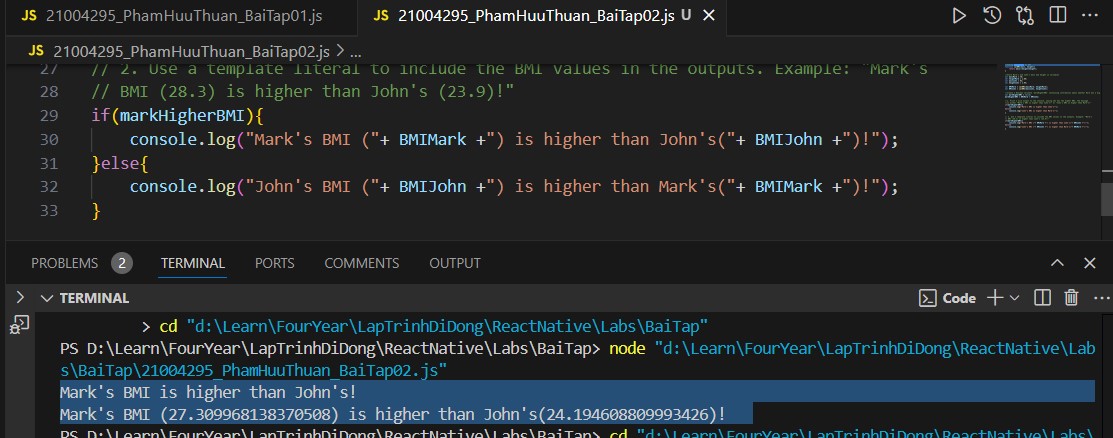 JS 21004295_PhamHuuThuan_BaiTap01.js
JS 21004295_PhamHuuThuan_BaiTap02.js U
JS 21004295_PhamHuuThuan_BaiTap02.js > ...
27 // 2. Use a template literal to include the BMI values in the outputs. Example: "Mark's
28 // BMI (28.3) is higher than John's (23.9)!"
29 if(markHigherBMI){
30 console.log("Mark's BMI ("+ BMIMark +") is higher than John's("+ BMIJohn +")!");
31 }else{
32 console.log("John's BMI ("+ BMIJohn +") is higher than Mark's("+ BMIMark +")!");
33 }
PROBLEMS 2 TERMINAL PORTS COMMENTS OUTPUT
TERMINAL
Code
> cd "d:\Learn\FourYear\LapTrinhDiDong\ReactNative\Labs\BaiTap"
PS D:\Learn\FourYear\LapTrinhDiDong\ReactNative\Labs\BaiTap> node "d:\Learn\FourYear\LapTrinhDiDong\ReactNative\Lab
s\BaiTap\21004295_PhamHuuThuan_BaiTap02.js"
Mark's BMI is higher than John's!
Mark's BMI (27.309968138370508) is higher than John's(24.194608809993426)!
PS D:\Learn\FourYear\LapTrinhDiDong\ReactNative\Labs\BaiTap> cd "d:\Learn\FourYear\LapTrinhDiDong\ReactNative\Labs\